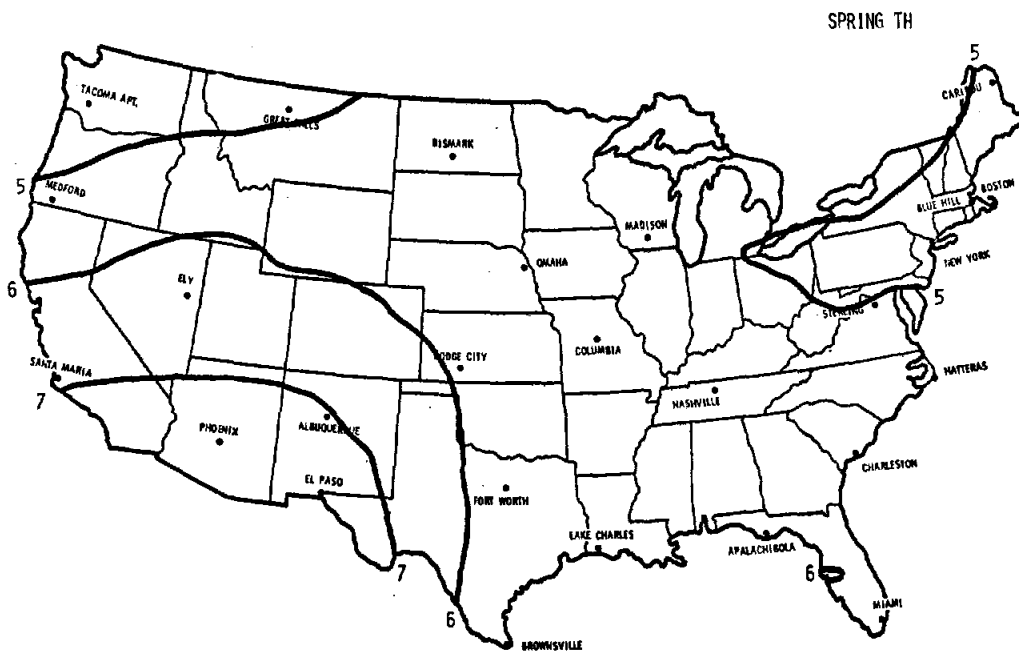 SPRING TH
5
CARIBOU
TACOMA APT.
GREAT FALLS
BISMARK
5
MEDFORD
BLUE HILL
BOSTON
MADISON
NEW YORK
OMAHA
6
ELY
5
STERLING
COLUMBIA
DODGE CITY
SANTA MARIA
HATTERAS
7
NASHVILLE
PHOENIX
ALBUQUERQUE
CHARLESTON
EL PASO
FORT WORTH
LAKE CHARLES
APALACHICOLA
7
6
MIAMI
6
BROWNSVILLE